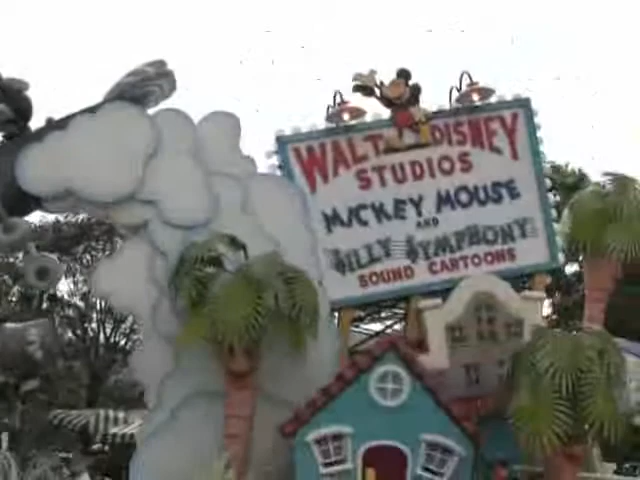 WALT DISNEY
STUDIOS
MICKEY MOUSE
AND
SILLY SYMPHONY
SOUND CARTOONS